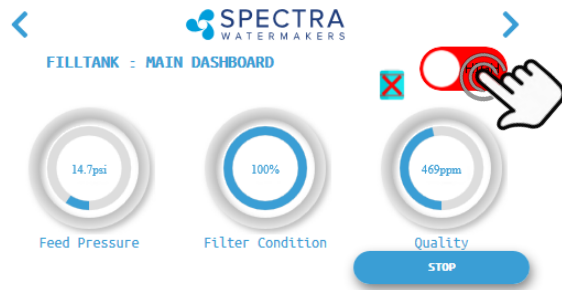 SPECTRA
WATERMAKERS
FILLTANK : MAIN DASHBOARD
14.7psi
100%
469ppm
Feed Pressure
Filter Condition
Quality
STOP